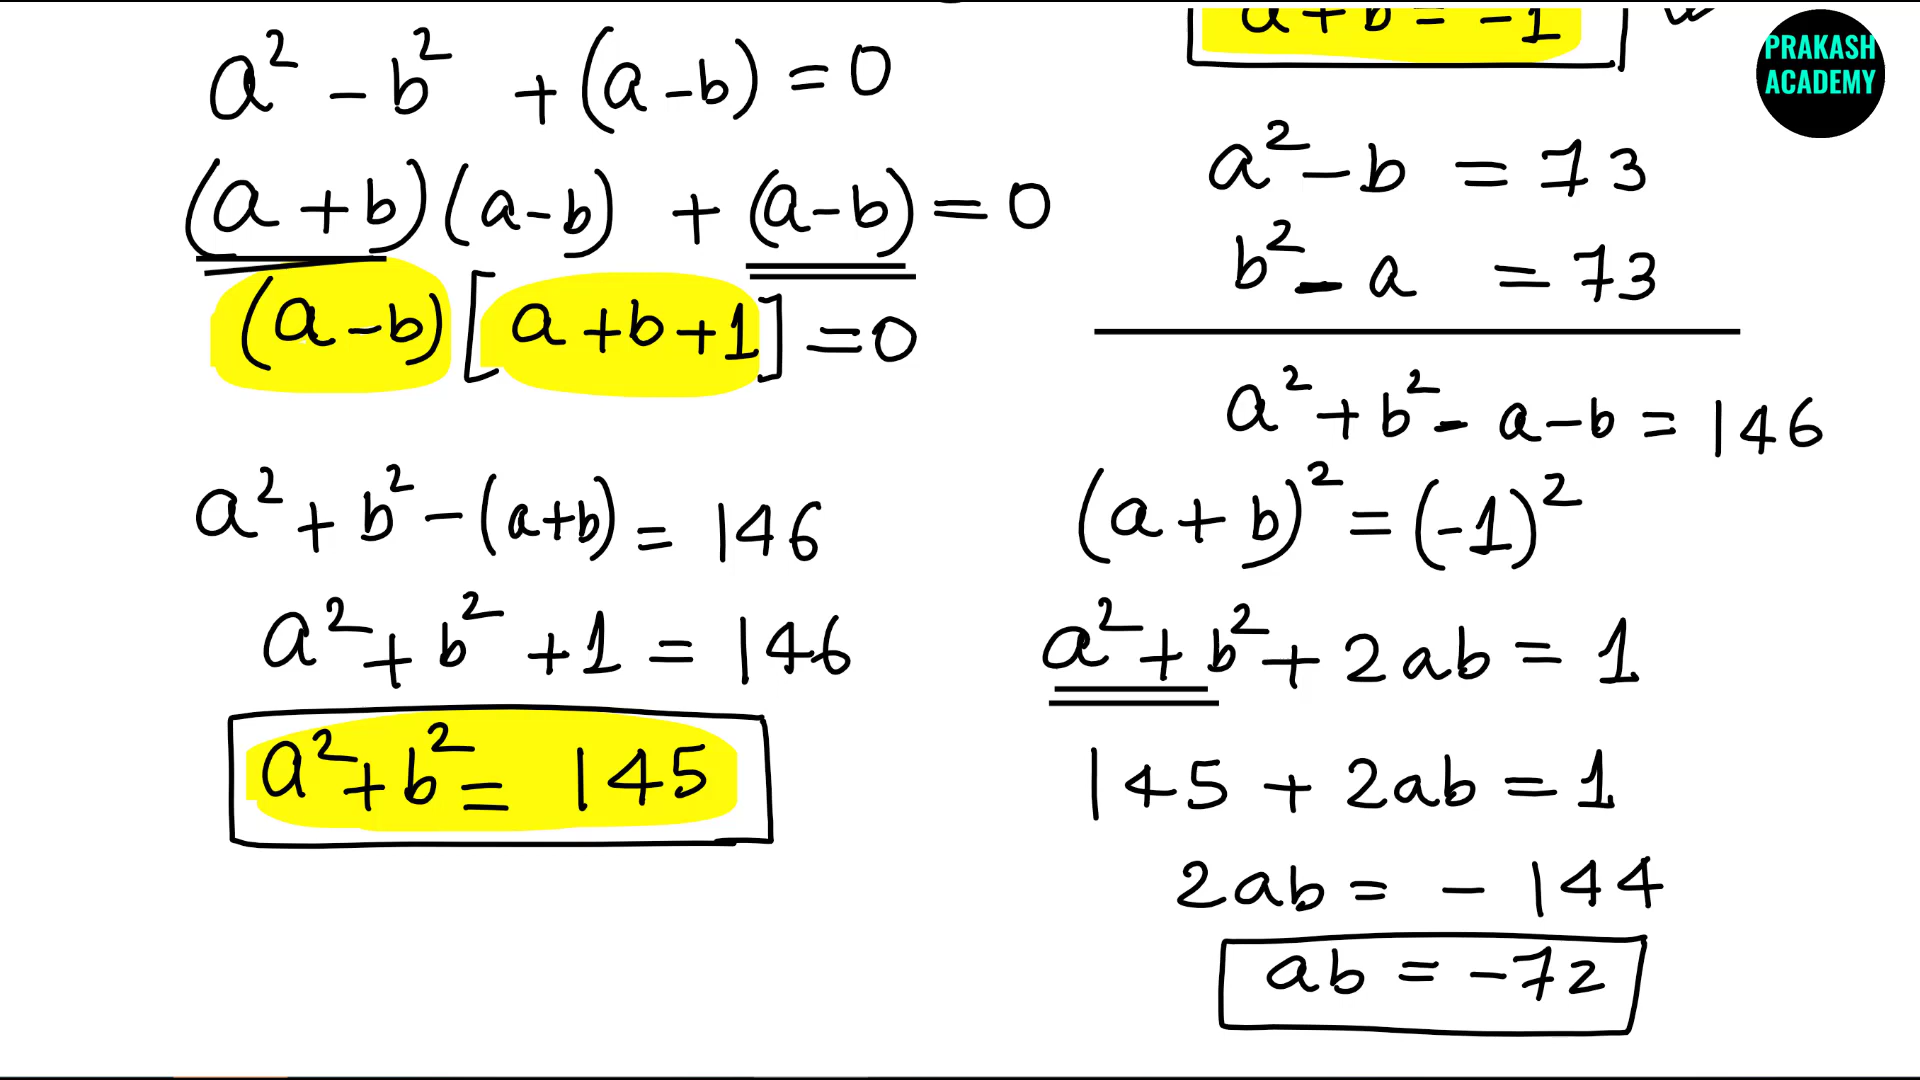 a² - b² + (a - b) = 0
(a + b)(a - b) + (a - b) = 0
(a - b) [a + b + 1] = 0
a² + b² - (a + b) = 146
a² + b² + 1 = 146
a² + b² = 145
a + b = -1
a² - b = 73
b² - a = 73
a² + b² - a - b = 146
(a + b)² = (-1)²
a² + b² + 2ab = 1
145 + 2ab = 1
2ab = - 144
ab = -72
PRAKASH
ACADEMY